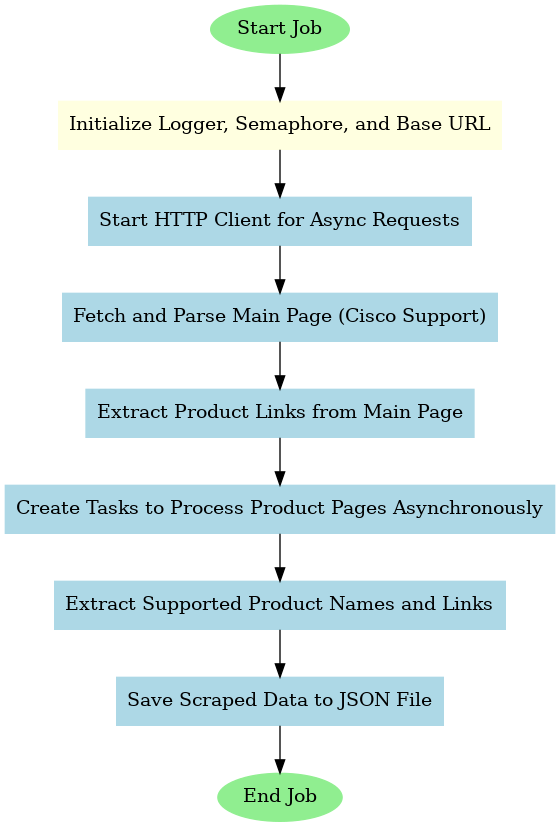 Start Job
Initialize Logger, Semaphore, and Base URL
Start HTTP Client for Async Requests
Fetch and Parse Main Page (Cisco Support)
Extract Product Links from Main Page
Create Tasks to Process Product Pages Asynchronously
Extract Supported Product Names and Links
Save Scraped Data to JSON File
End Job